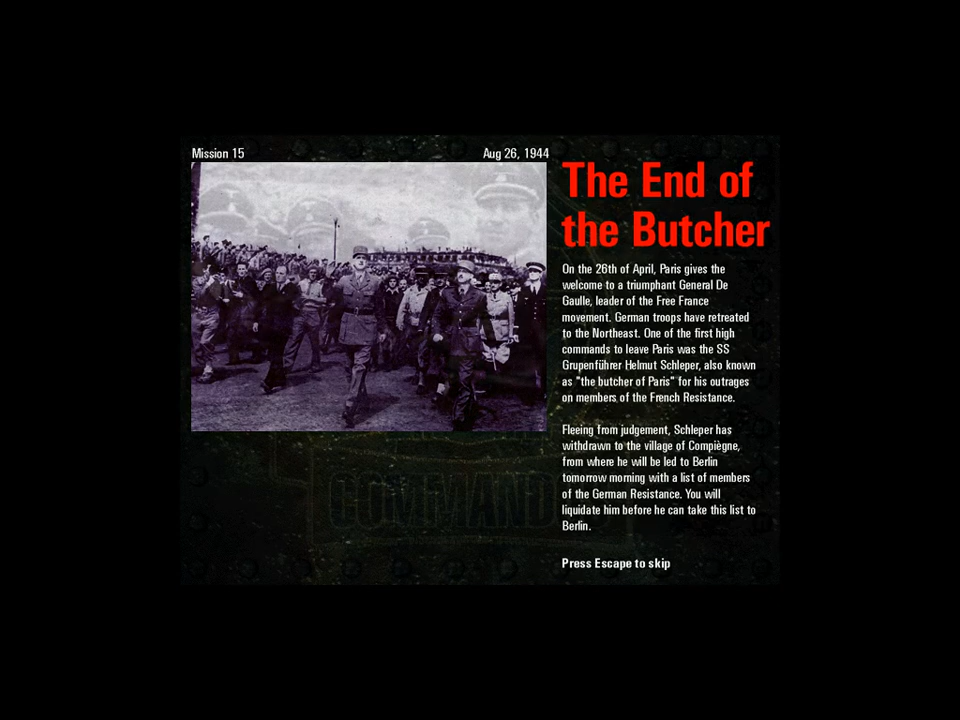 Mission 15
Aug 26, 1944
The End of
the Butcher
On the 26th of April, Paris gives the
welcome to a triumphant General De
Gaulle, leader of the Free France
movement. German troops have retreated
to the Northeast. One of the first high
commands to leave Paris was the SS
Grupenführer Helmut Schleper, also known
as "the butcher of Paris" for his outrages
on members of the French Resistance.
Fleeing from judgement, Schleper has
withdrawn to the village of Compiègne,
from where he will be led to Berlin
tomorrow morning with a list of members
of the German Resistance. You will
liquidate him before he can take this list to
Berlin.
Press Escape to skip
COMMAND